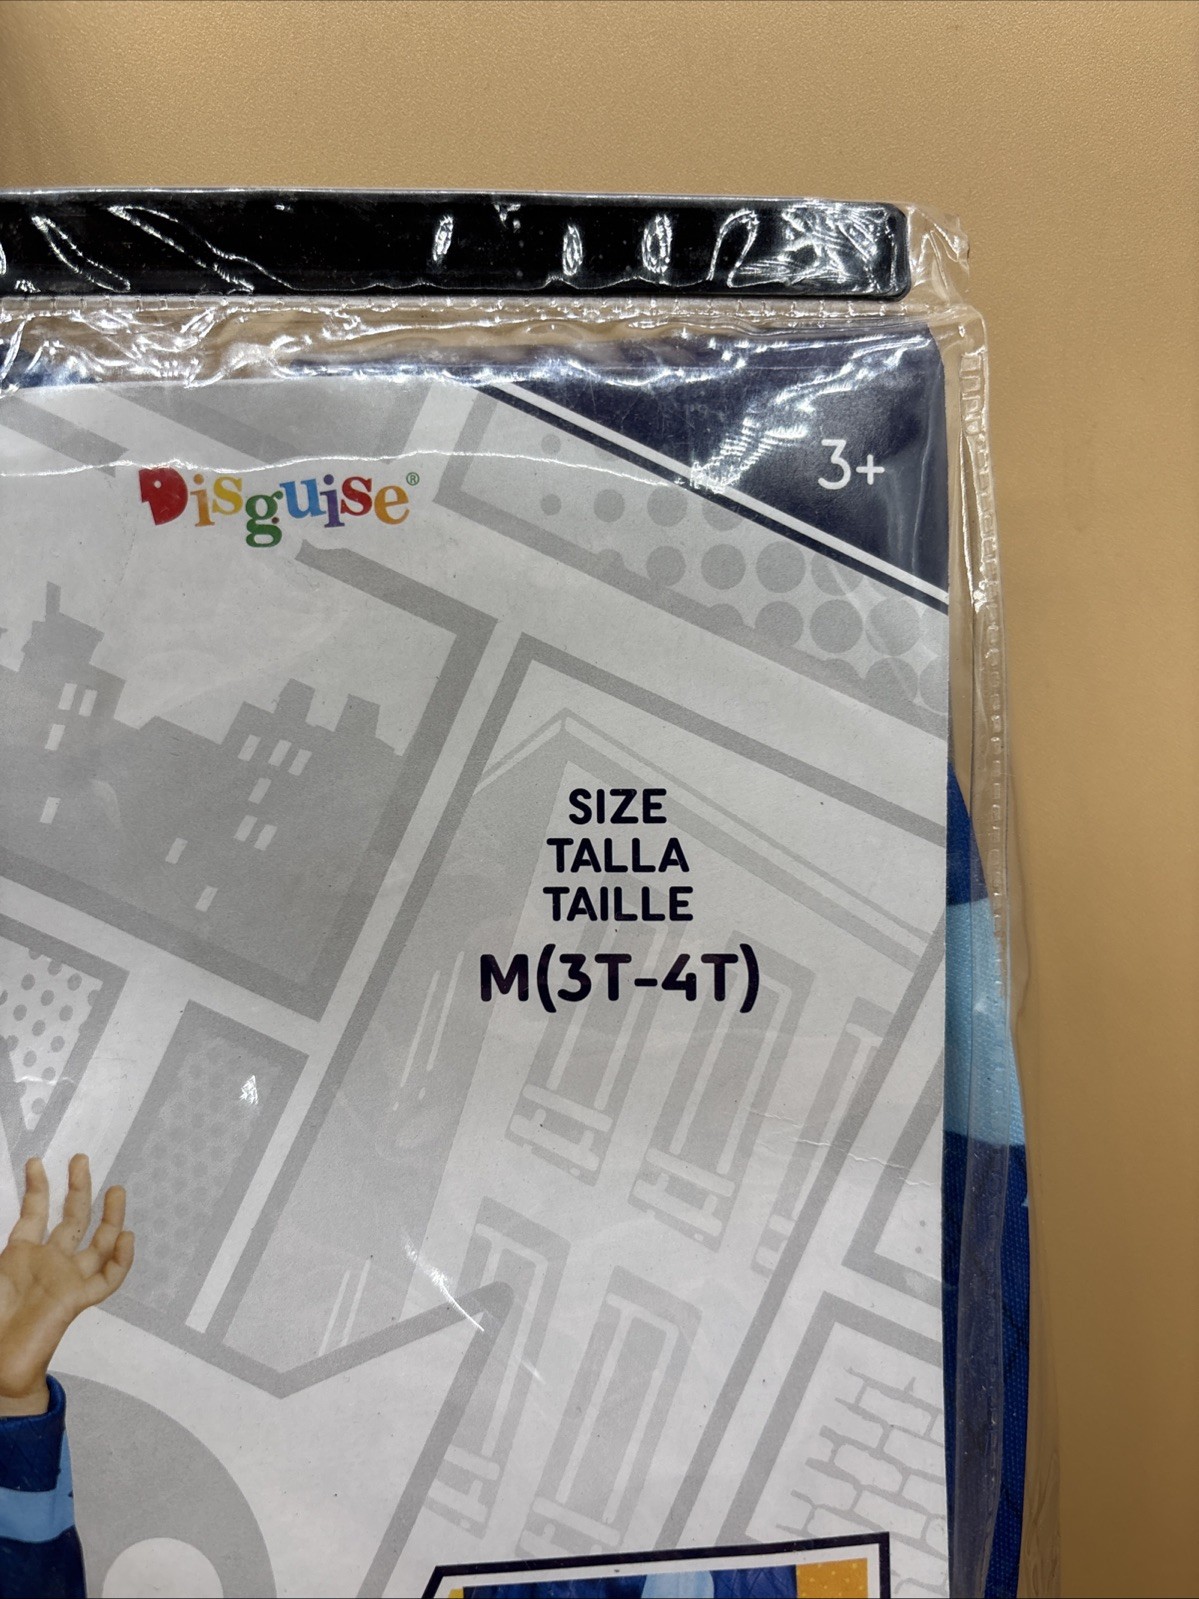 3+
Disguise®
SIZE
TALLA
TAILLE
M(3T-4T)